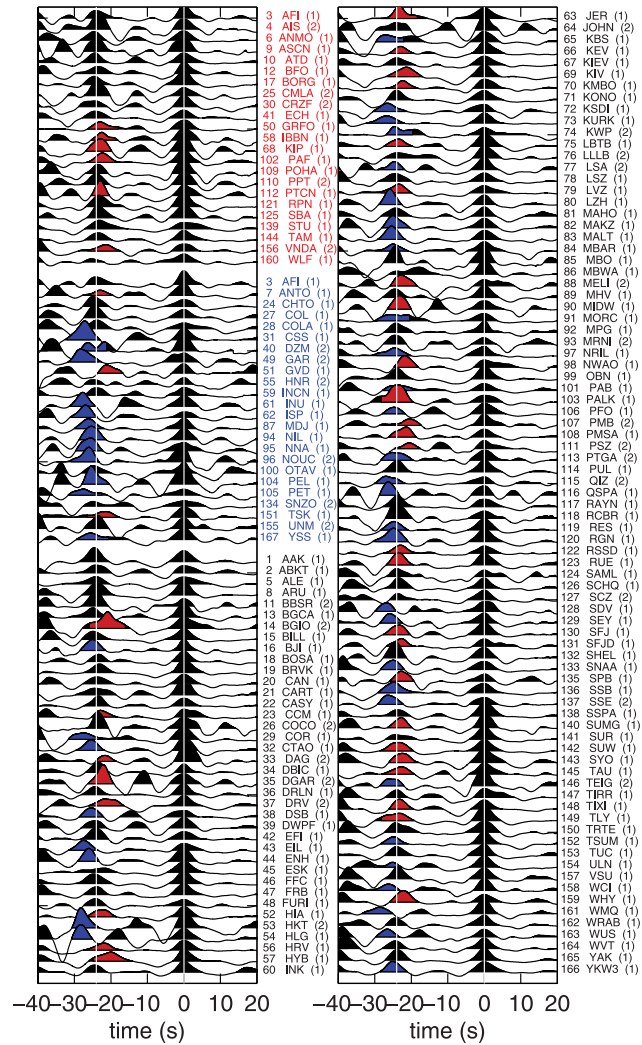 3 AFI (1)
4 AIS (2)
6 ANMO (1)
9 ASCN (1)
10 ATD (1)
12 BFO (1)
17 BORG (1)
25 CMLA (2)
30 CRZF (2)
41 ECH (1)
50 GRFO (1)
58 IBBN (1)
68 KIP (1)
102 PAF (1)
109 POHA (1)
110 PPT (2)
112 PTCN (1)
121 RPN (1)
125 SBA (1)
139 STU (1)
144 TAM (1)
156 VNDA (2)
160 WLF (1)
3 AFI (1)
7 ANTO (1)
24 CHTO (1)
27 COL (1)
28 COLA (1)
31 CSS (1)
40 DZM (2)
49 GAR (2)
51 GVD (1)
55 HNR (2)
59 INCN (1)
61 INU (1)
62 ISP (1)
87 MDJ (1)
94 NIL (1)
95 NNA (1)
96 NOUC (2)
100 OTAV (1)
104 PEL (1)
105 PET (1)
134 SNZO (2)
151 TSK (1)
155 UNM (2)
167 YSS (1)
1 AAK (1)
2 ABKT (1)
5 ALE (1)
8 ARU (1)
11 BBSR (2)
13 BGCA (1)
14 BGIO (2)
15 BILL (1)
16 BJI (1)
18 BOSA (1)
19 BRVK (1)
20 CAN (1)
21 CART (1)
22 CASY (1)
23 CCM (1)
26 COCO (2)
29 COR (1)
32 CTAO (1)
33 DAG (2)
34 DBIC (1)
35 DGAR (2)
36 DRLN (1)
37 DRV (2)
38 DSB (1)
39 DWPF (1)
42 EFI (1)
43 EIL (1)
44 ENH (1)
45 ESK (1)
46 FFC (1)
47 FRB (1)
48 FURI (1)
52 HIA (1)
53 HKT (2)
54 HLG (1)
56 HRV (1)
57 HYB (1)
60 INK (1)
−40 −30 −20 −10 0 10 20
time (s)
63 JER (1)
64 JOHN (2)
65 KBS (1)
66 KEV (1)
67 KIEV (1)
69 KIV (1)
70 KMBO (1)
71 KONO (1)
72 KSDI (1)
73 KURK (1)
74 KWP (2)
75 LBTB (1)
76 LLLB (2)
77 LSA (2)
78 LSZ (1)
79 LVZ (1)
80 LZH (1)
81 MAHO (1)
82 MAKZ (1)
83 MALT (1)
84 MBAR (1)
85 MBO (1)
86 MBWA (1)
88 MELI (2)
89 MHV (1)
90 MIDW (1)
91 MORC (1)
92 MPG (1)
93 MRNI (2)
97 NRIL (1)
98 NWAO (1)
99 OBN (1)
101 PAB (1)
103 PALK (1)
106 PFO (1)
107 PMB (2)
108 PMSA (1)
111 PSZ (2)
113 PTGA (2)
114 PUL (1)
115 QIZ (2)
116 QSPA (1)
117 RAYN (1)
118 RCBR (1)
119 RES (1)
120 RGN (1)
122 RSSD (1)
123 RUE (1)
124 SAML (1)
126 SCHQ (1)
127 SCZ (2)
128 SDV (1)
129 SEY (1)
130 SFJ (1)
131 SFJD (1)
132 SHEL (1)
133 SNAA (1)
135 SPB (1)
136 SSB (1)
137 SSE (2)
138 SSPA (1)
140 SUMG (1)
141 SUR (1)
142 SUW (1)
143 SYO (1)
145 TAU (1)
146 TEIG (2)
147 TIRR (1)
148 TIXI (1)
149 TLY (1)
150 TRTE (1)
152 TSUM (1)
153 TUC (1)
154 ULN (1)
157 VSU (1)
158 WCI (1)
159 WHY (1)
161 WMQ (1)
162 WRAB (1)
163 WUS (1)
164 WVT (1)
165 YAK (1)
166 YKW3 (1)
−40 −30 −20 −10 0 10 20
time (s)